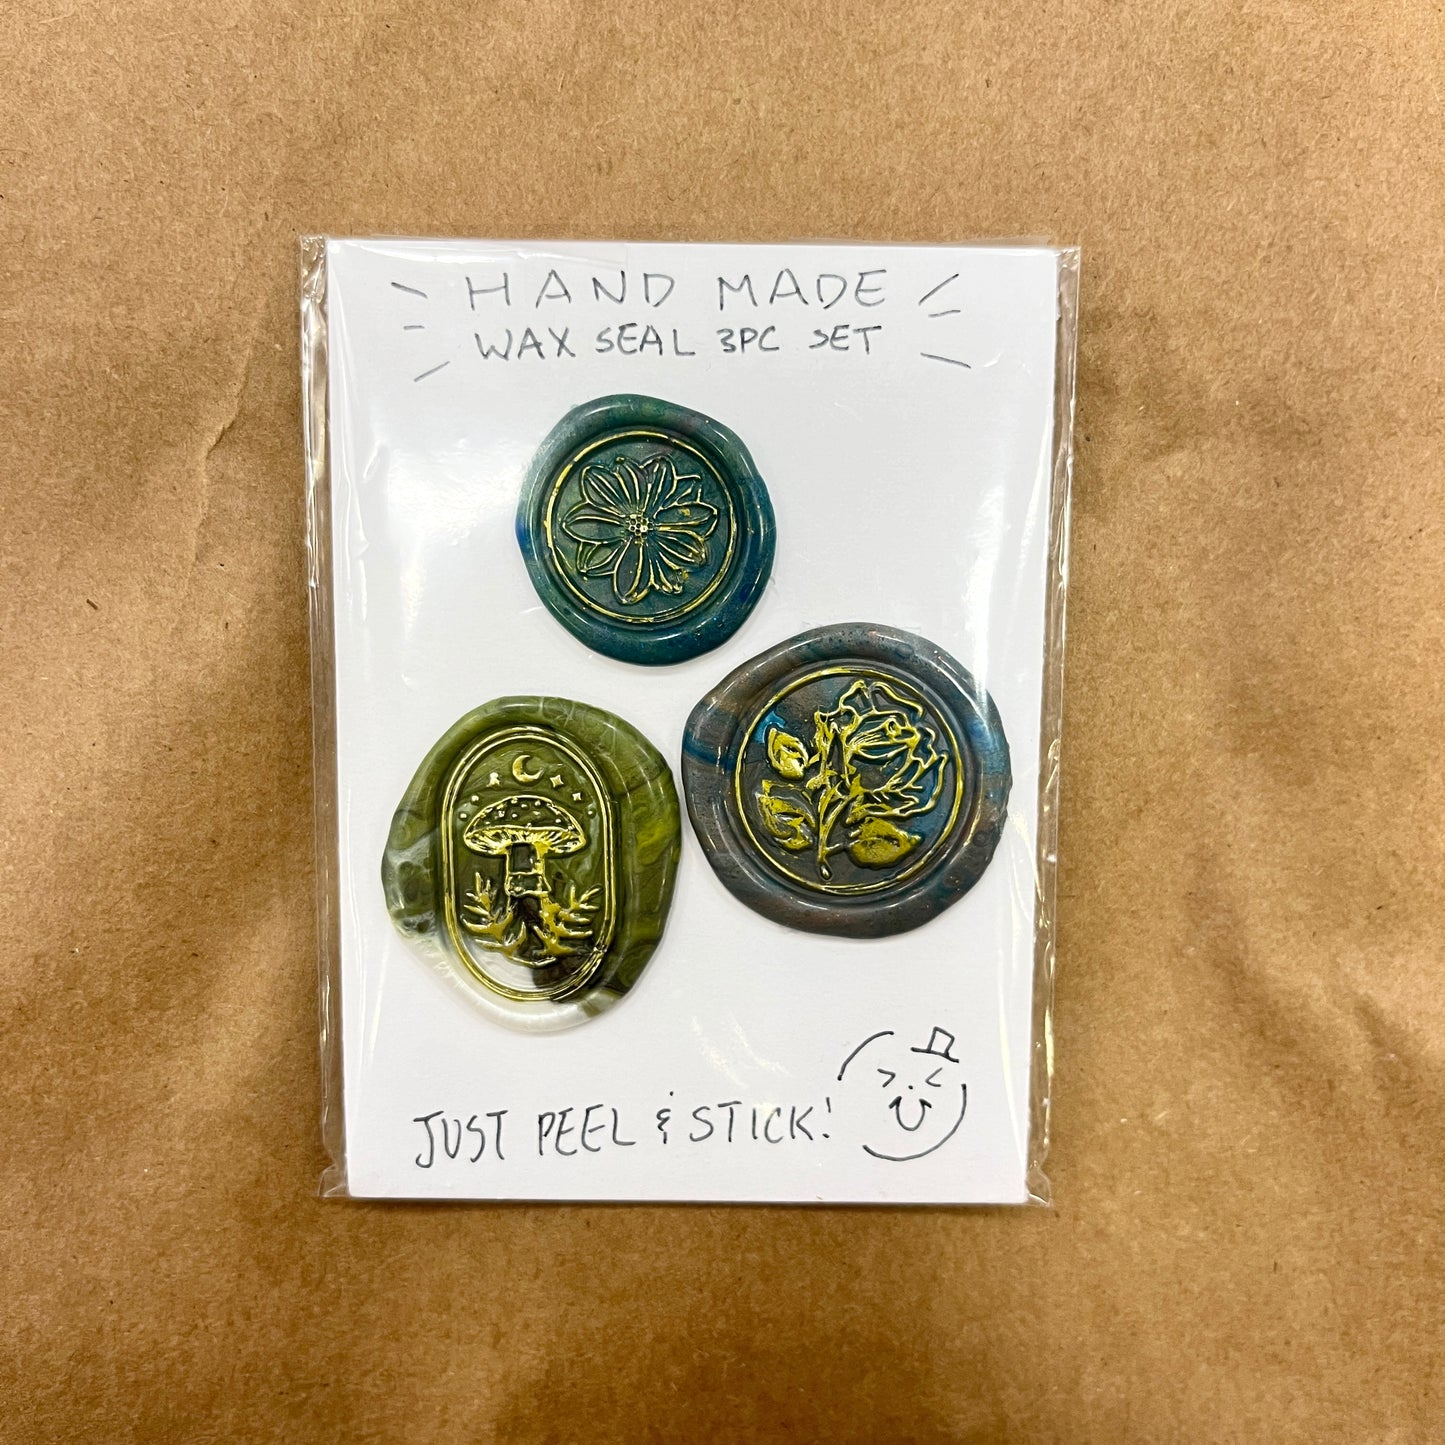 HAND MADE
WAX SEAL 3PC SET
JUST PEEL & STICK!